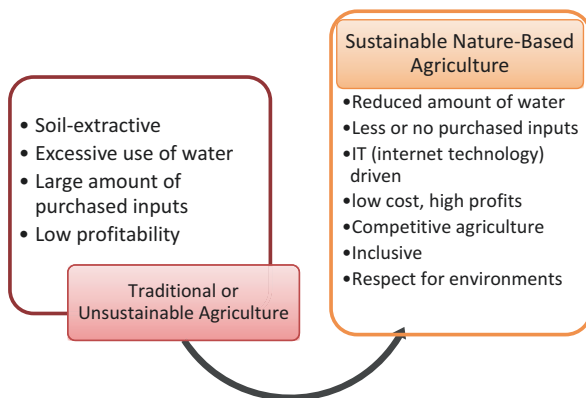 • Soil-extractive
• Excessive use of water
• Large amount of
purchased inputs
• Low profitability
Traditional or
Unsustainable Agriculture
Sustainable Nature-Based
Agriculture
•Reduced amount of water
•Less or no purchased inputs
•IT (internet technology)
driven
•low cost, high profits
•Competitive agriculture
•Inclusive
•Respect for environments